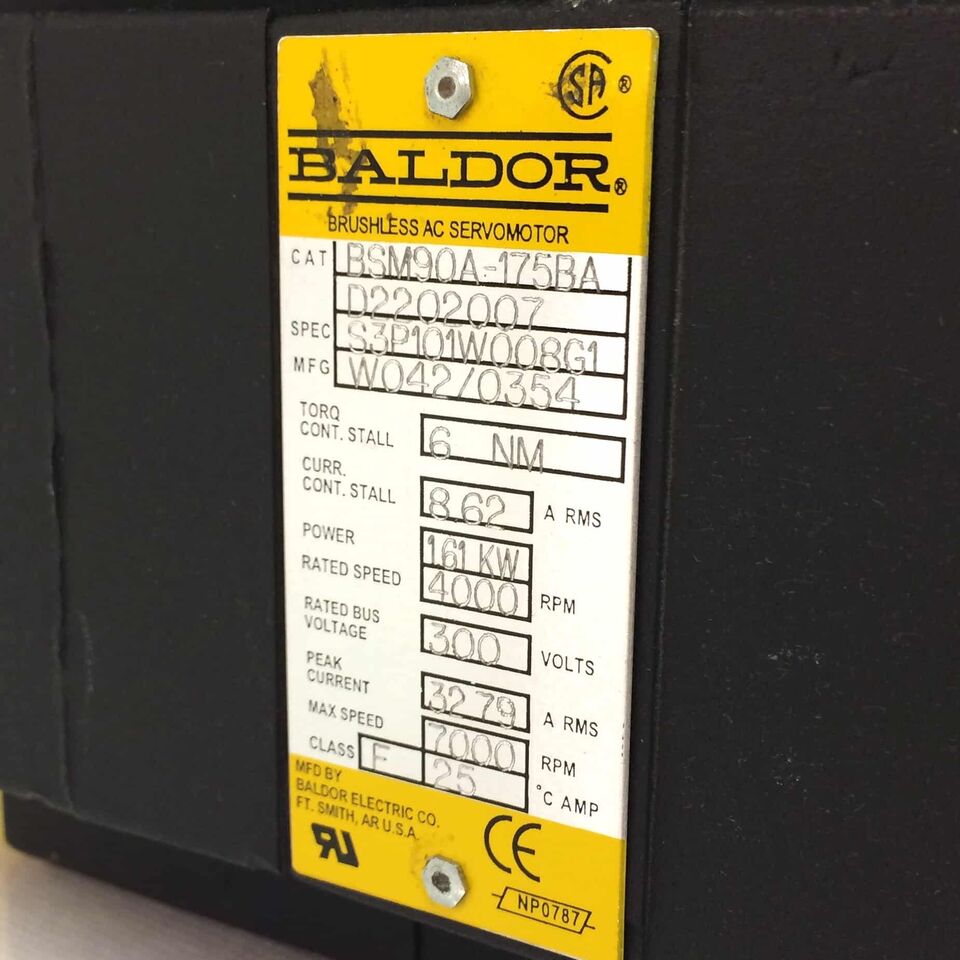 CSA ®
BALDOR®
BRUSHLESS AC SERVOMOTOR
CAT BSM90A-175BA
D2202007
SPEC S3P101W008G1
MFG W042/0354
TORQ
CONT. STALL 6 NM
CURR.
CONT. STALL 8.62 A RMS
POWER 1.61 KW
RATED SPEED 4000 RPM
RATED BUS
VOLTAGE 300 VOLTS
PEAK
CURRENT 32.79 A RMS
MAX SPEED 7000 RPM
CLASS F 25 °C AMP
MFD BY
BALDOR ELECTRIC CO.
FT. SMITH, AR U.S.A.
RU CE
NP0787